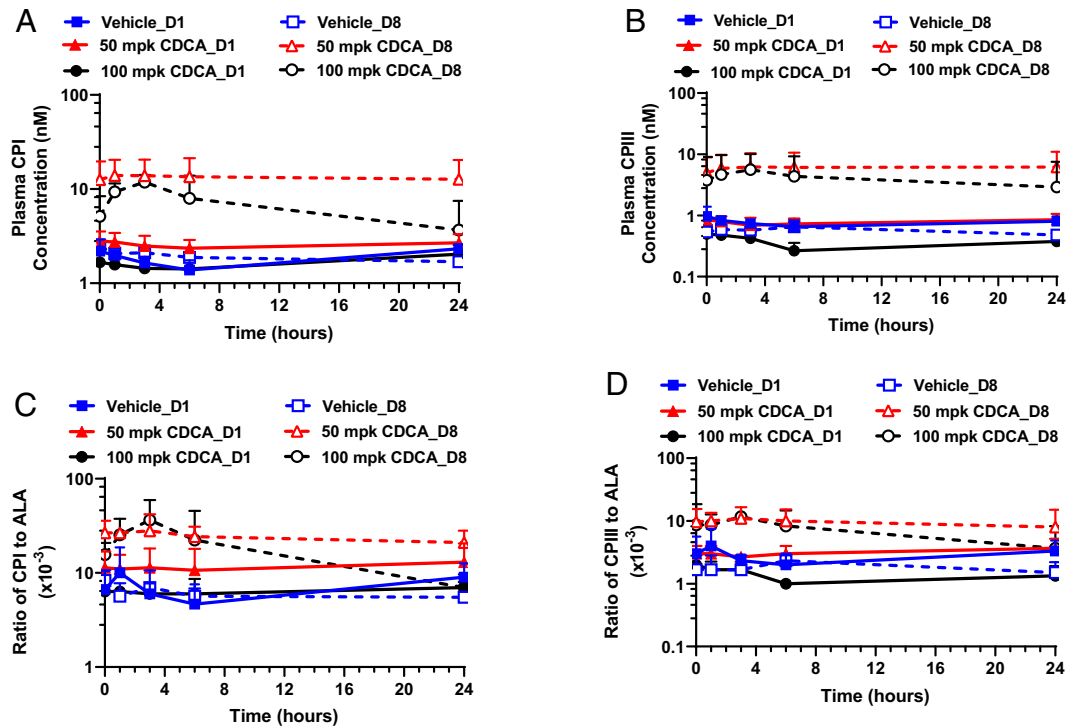 A
Vehicle_D1
Vehicle_D8
50 mpk CDCA_D1
50 mpk CDCA_D8
100 mpk CDCA_D1
100 mpk CDCA_D8
Plasma CPI
Concentration (nM)
100
10
1
0 4 8 12 16 20 24
Time (hours)
B
Vehicle_D1
Vehicle_D8
50 mpk CDCA_D1
50 mpk CDCA_D8
100 mpk CDCA_D1
100 mpk CDCA_D8
Plasma CPIII
Concentration (nM)
100
10
1
0.1
0 4 8 12 16 20 24
Time (hours)
C
Vehicle_D1
Vehicle_D8
50 mpk CDCA_D1
50 mpk CDCA_D8
100 mpk CDCA_D1
100 mpk CDCA_D8
Ratio of CPI to ALA
(x10⁻³)
100
10
1
0 4 8 12 16 20 24
Time (hours)
D
Vehicle_D1
Vehicle_D8
50 mpk CDCA_D1
50 mpk CDCA_D8
100 mpk CDCA_D1
100 mpk CDCA_D8
Ratio of CPIII to ALA
(x10⁻³)
100
10
1
0.1
0 4 8 12 16 20 24
Time (hours)